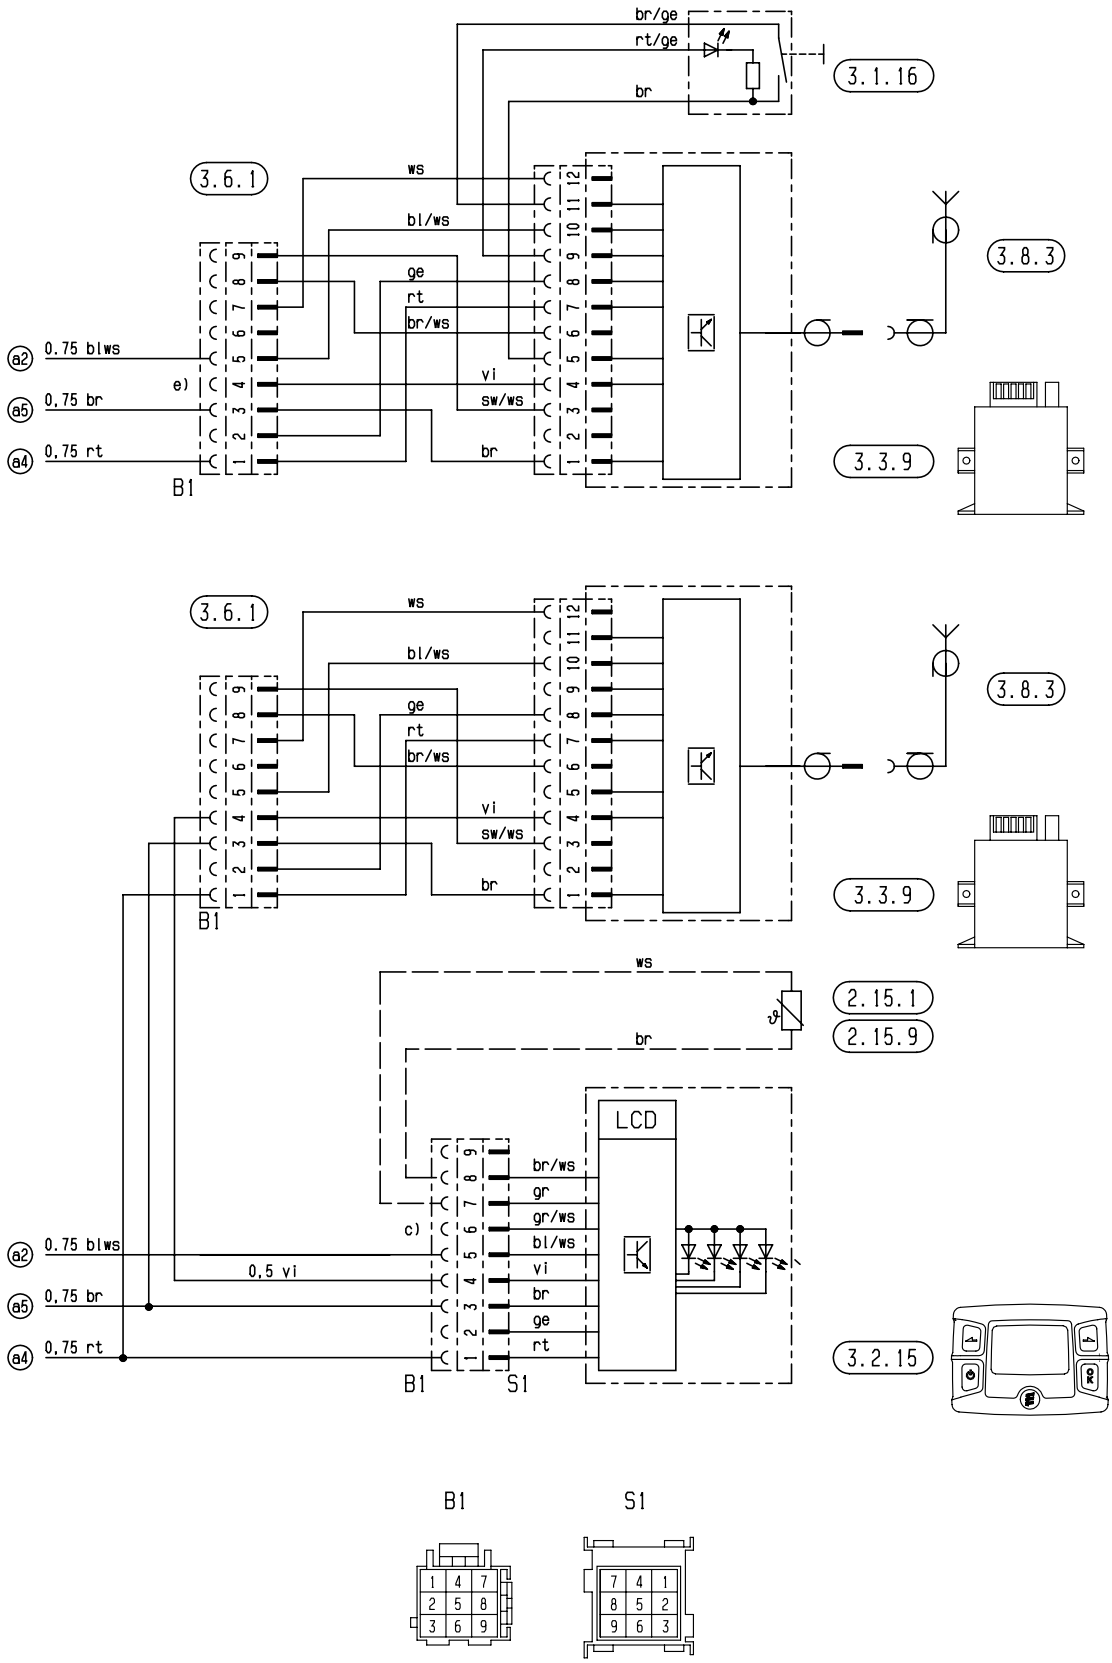 br/ge
rt/ge
3.1.16
br
3.6.1
ws
12
11
bl/ws
10
9
9
3.8.3
8
ge
8
7
rt
7
6
br/ws
6
a2 0.75 blws
5
5
e)
4
vi
4
a5 0,75 br
3
sw/ws
3
2
2
a4 0,75 rt
1
br
1
3.3.9
B1
3.6.1
ws
12
11
bl/ws
10
9
9
3.8.3
8
ge
8
7
rt
7
6
br/ws
6
5
5
4
vi
4
3
sw/ws
3
2
2
1
br
1
3.3.9
B1
ws
2.15.1
ϑ
2.15.9
br
LCD
9
br/ws
8
gr
7
c)
gr/ws
6
a2 0.75 blws
bl/ws
5
0,5 vi
vi
4
a5 0,75 br
br
3
ge
2
a4 0,75 rt
rt
1
3.2.15
B1 S1
OK
B1 S1
1 4 7
2 5 8
3 6 9
7 4 1
8 5 2
9 6 3